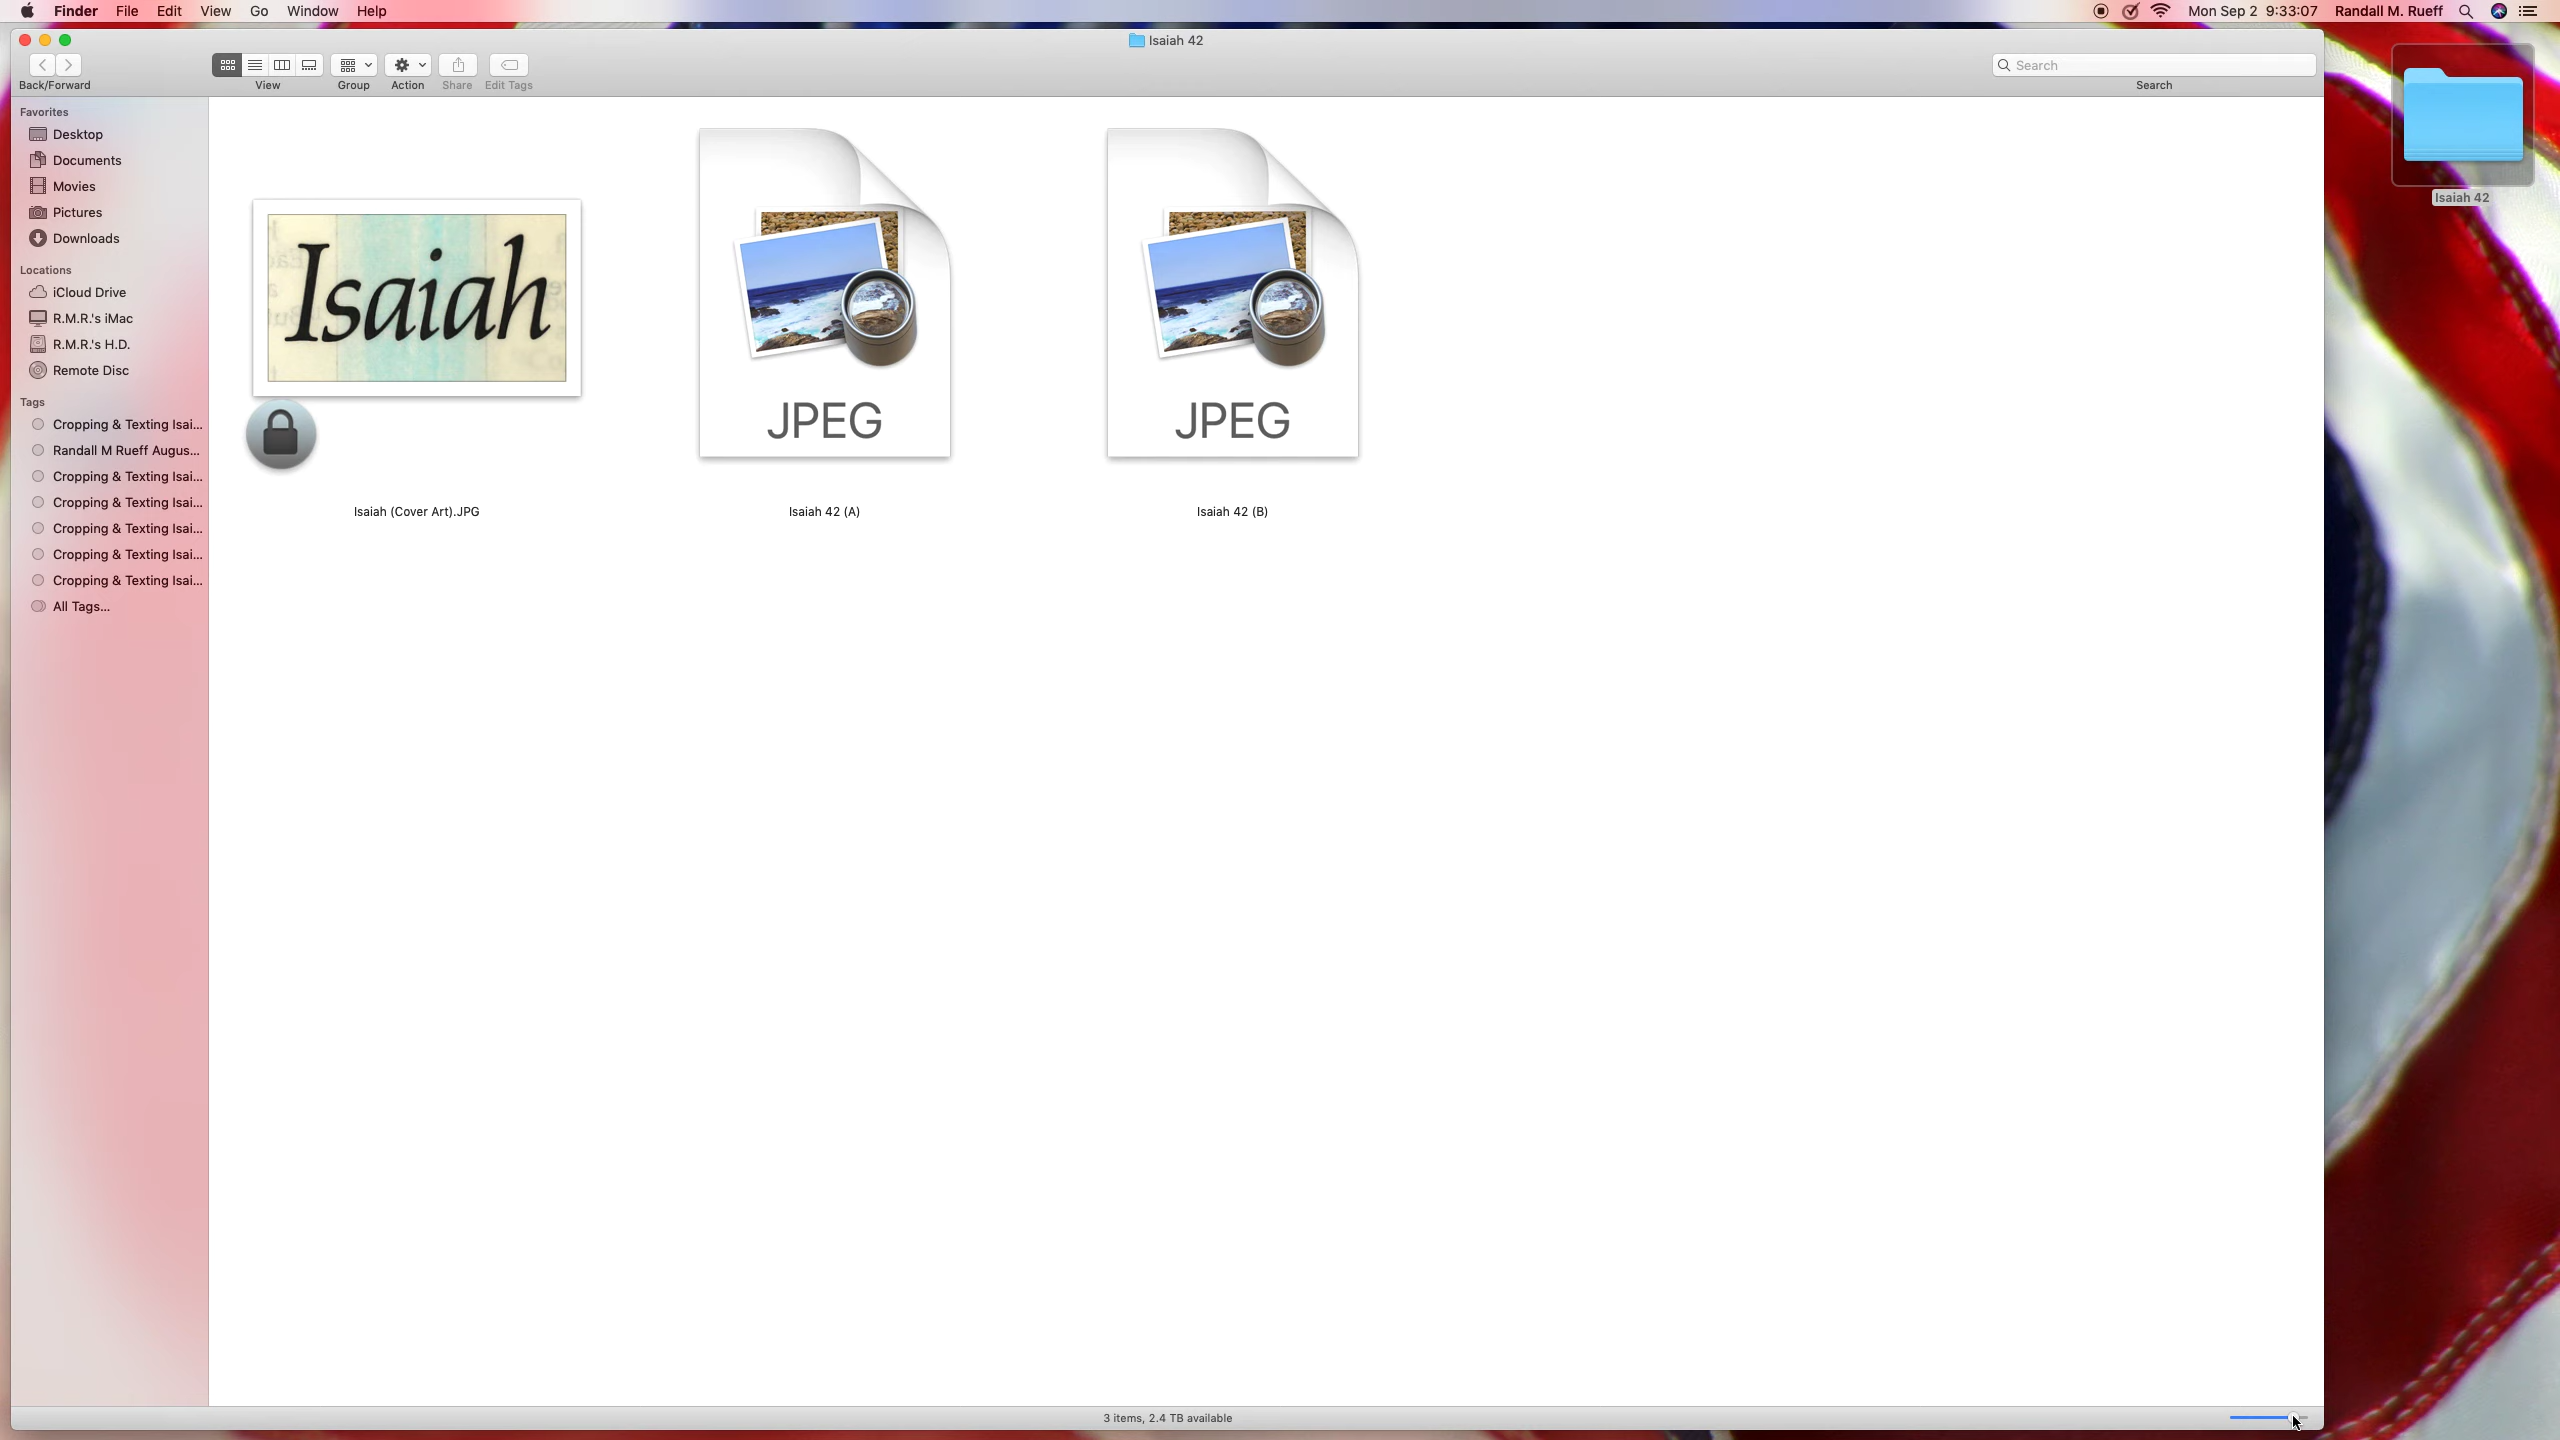 Finder File Edit View Go Window Help Mon Sep 2 9:33:07 Randall M. Rueff
Isaiah 42
Back/Forward View Group Action Share Edit Tags Search
Search
Favorites
Desktop
Documents
Movies
Pictures
Downloads
Locations
iCloud Drive
R.M.R.'s iMac
R.M.R.'s H.D.
Remote Disc
Tags
Cropping & Texting Isai...
Randall M Rueff Augus...
Cropping & Texting Isai...
Cropping & Texting Isai...
Cropping & Texting Isai...
Cropping & Texting Isai...
Cropping & Texting Isai...
All Tags...
Isaiah
JPEG
JPEG
Isaiah (Cover Art).JPG
Isaiah 42 (A)
Isaiah 42 (B)
Isaiah 42
3 items, 2.4 TB available